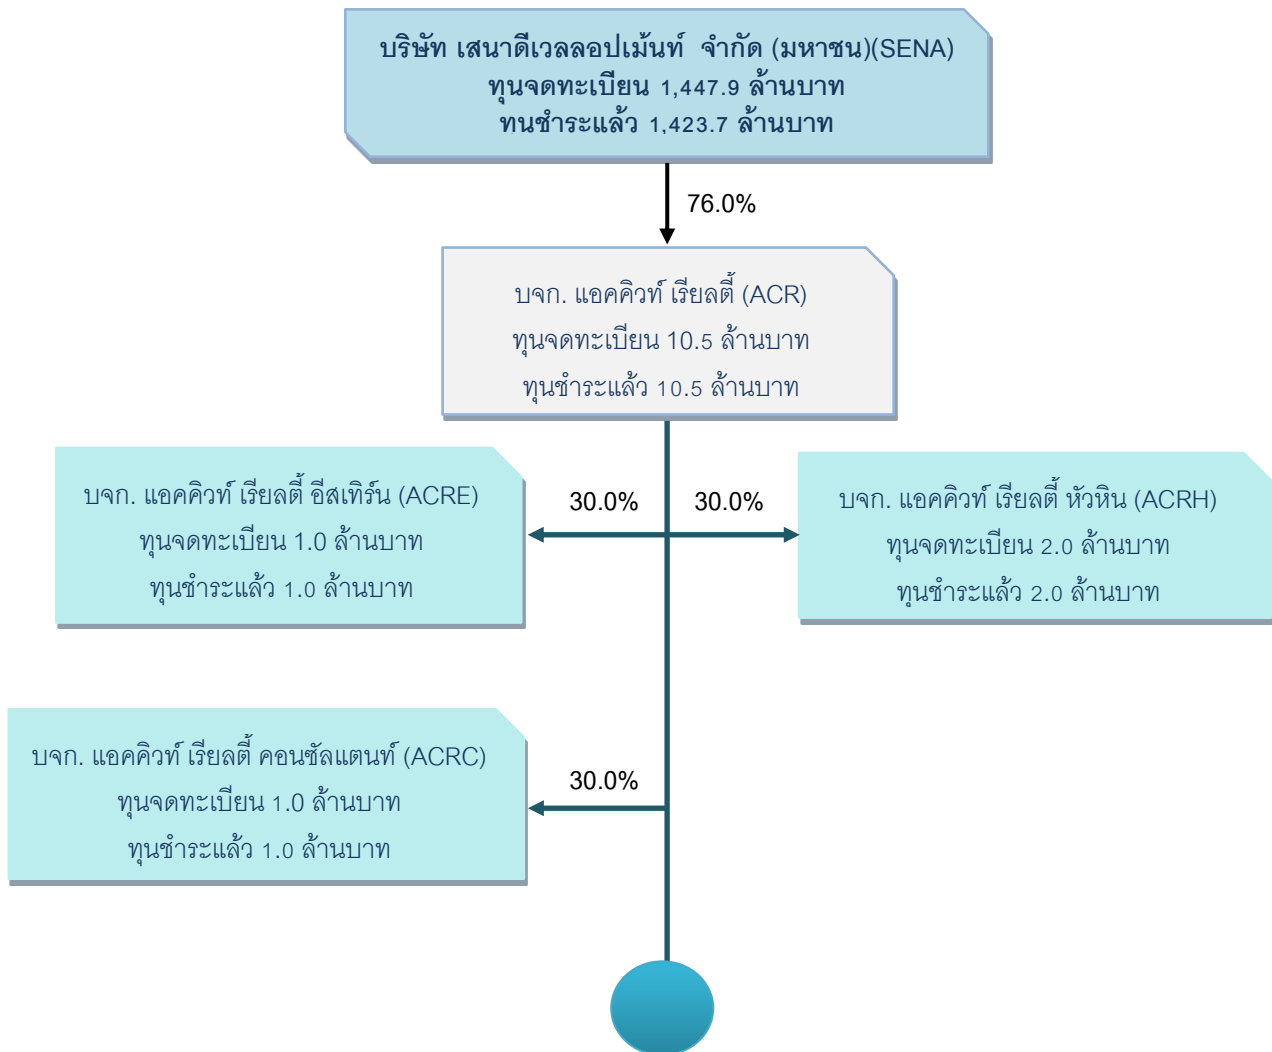 บริษัท เสนาดีเวลลอปเม้นท์ จำกัด (มหาชน)(SENA)
ทุนจดทะเบียน 1,447.9 ล้านบาท
ทนชำระแล้ว 1,423.7 ล้านบาท
76.0%
บจก. แอคคิวท์ เรียลตี้ (ACR)
ทุนจดทะเบียน 10.5 ล้านบาท
ทุนชำระแล้ว 10.5 ล้านบาท
บจก. แอคคิวท์ เรียลตี้ อีสเทิร์น (ACRE)
ทุนจดทะเบียน 1.0 ล้านบาท
ทุนชำระแล้ว 1.0 ล้านบาท
30.0%
30.0%
บจก. แอคคิวท์ เรียลตี้ หัวหิน (ACRH)
ทุนจดทะเบียน 2.0 ล้านบาท
ทุนชำระแล้ว 2.0 ล้านบาท
บจก. แอคคิวท์ เรียลตี้ คอนซัลแตนท์ (ACRC)
ทุนจดทะเบียน 1.0 ล้านบาท
ทุนชำระแล้ว 1.0 ล้านบาท
30.0%